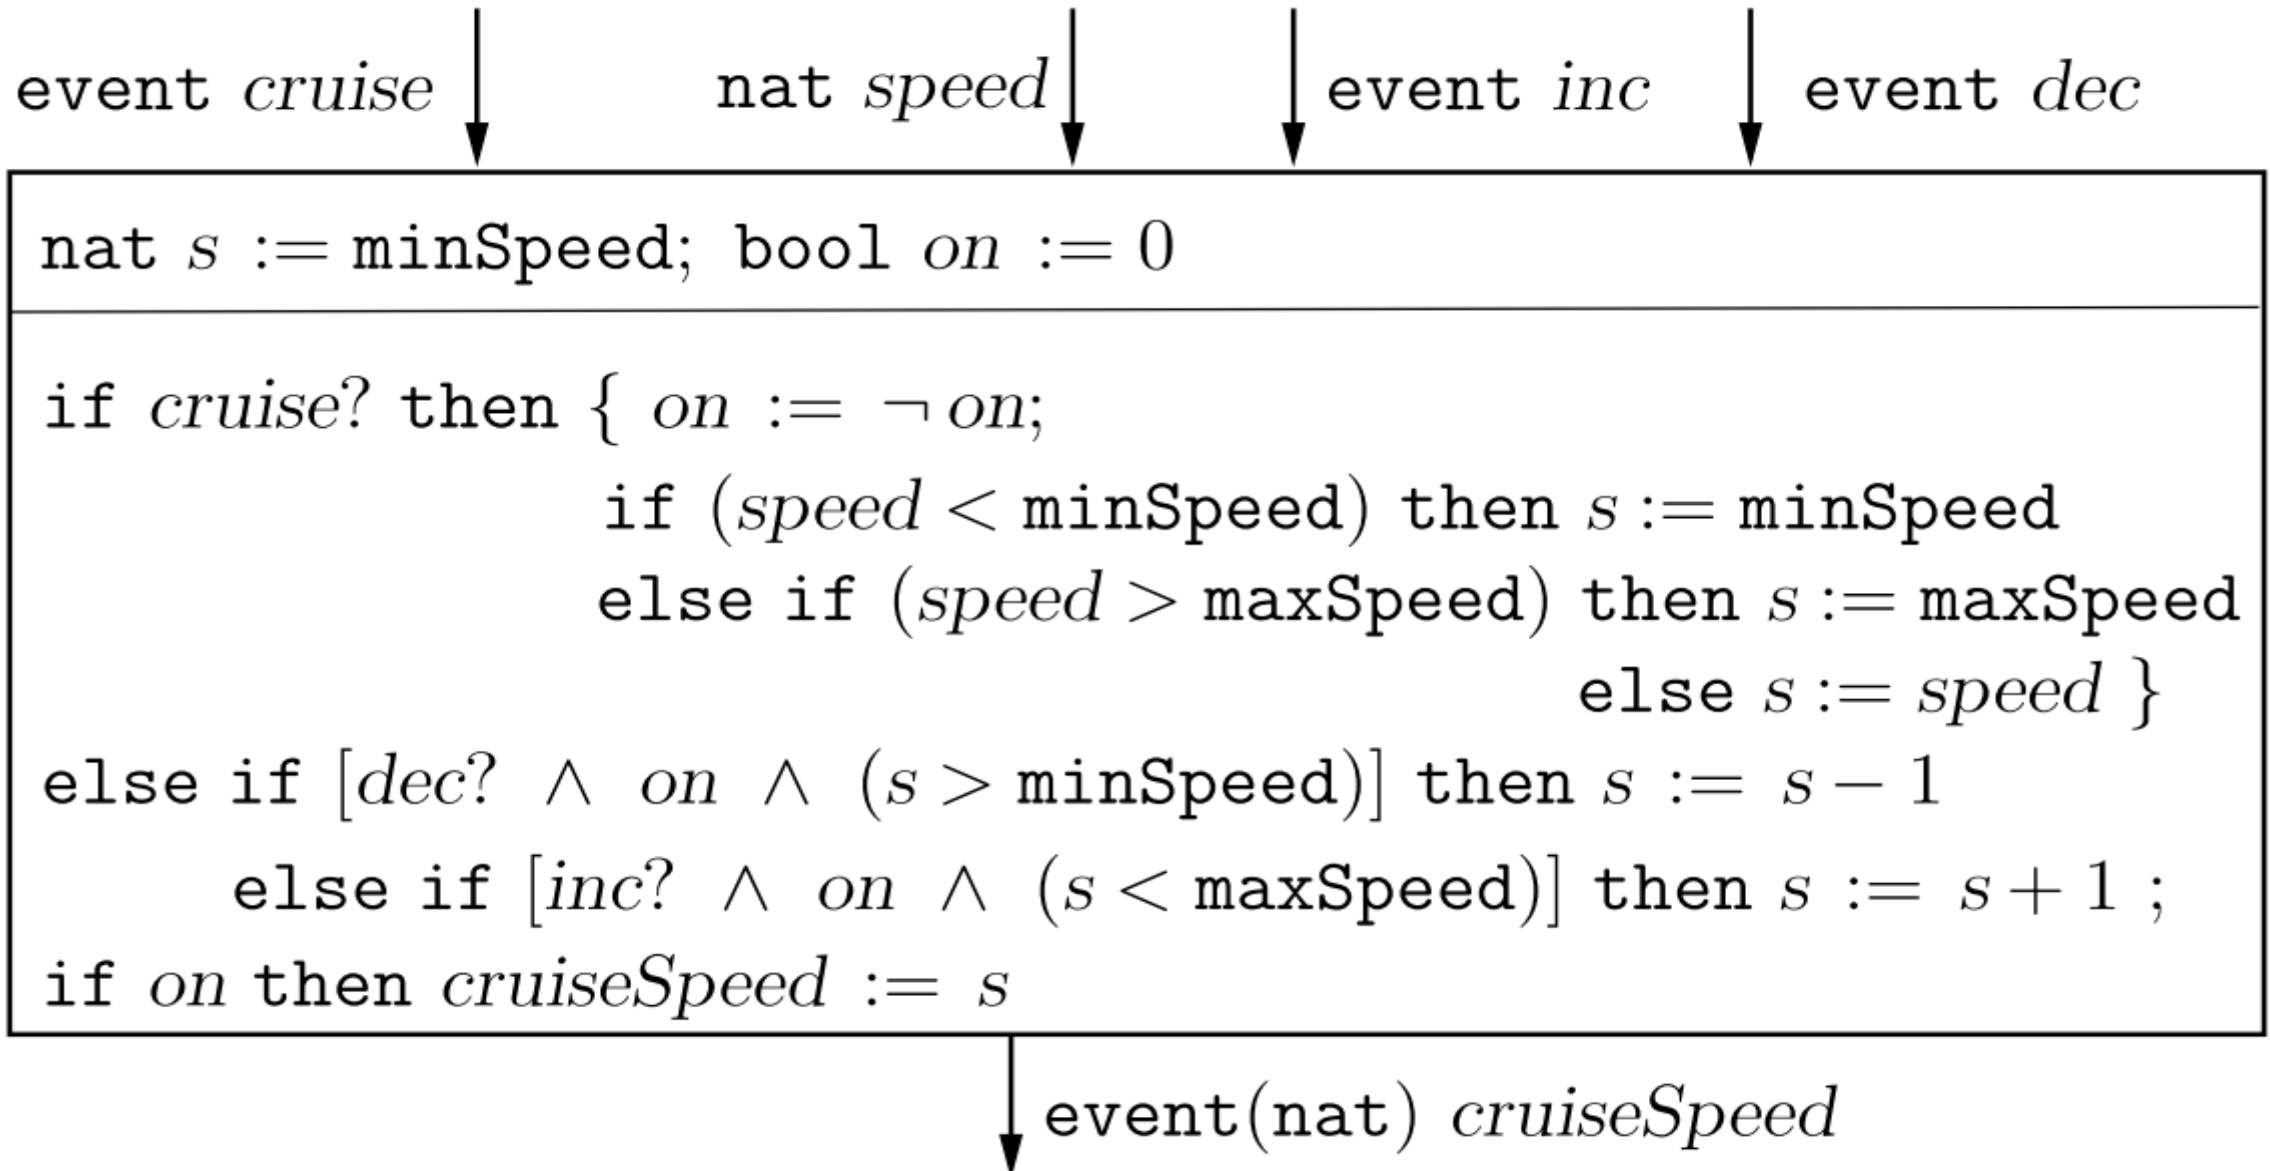 event cruise nat speed event inc event dec
nat s := minSpeed; bool on := 0
if cruise? then { on := ¬ on;
if (speed < minSpeed) then s := minSpeed
else if (speed > maxSpeed) then s := maxSpeed
else s := speed }
else if [dec? ∧ on ∧ (s > minSpeed)] then s := s − 1
else if [inc? ∧ on ∧ (s < maxSpeed)] then s := s + 1 ;
if on then cruiseSpeed := s
event(nat) cruiseSpeed